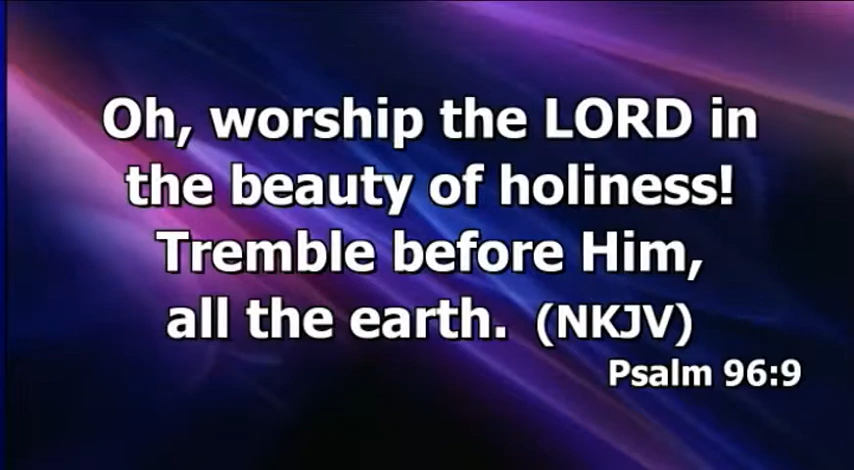 Oh, worship the LORD in
the beauty of holiness!
Tremble before Him,
all the earth. (NKJV)
Psalm 96:9